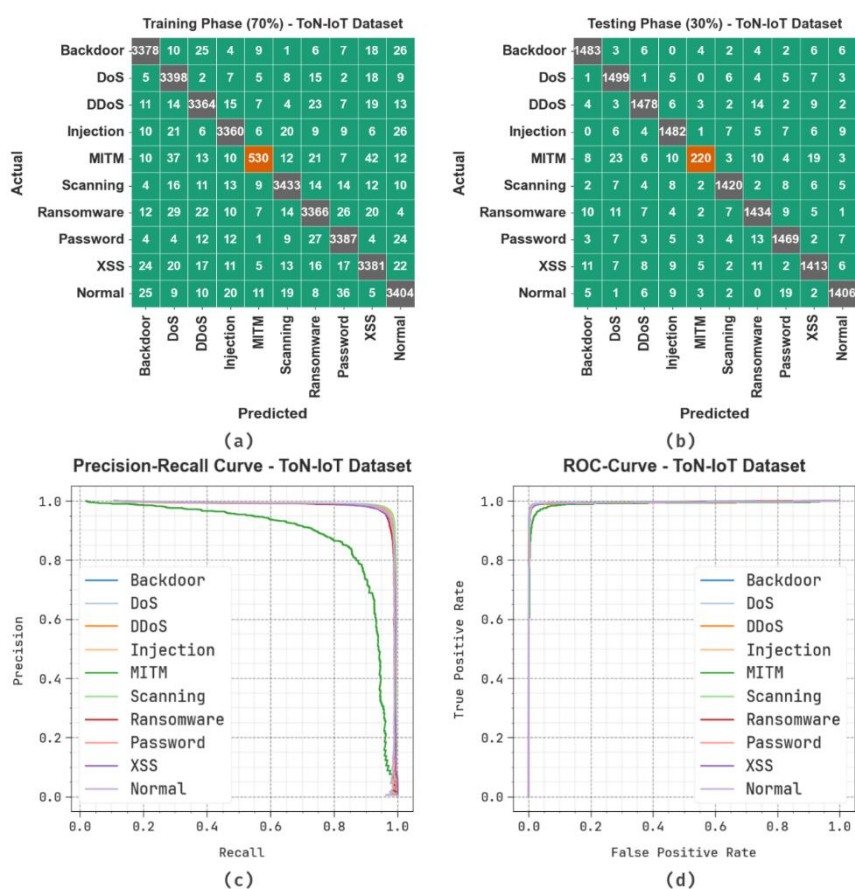 Training Phase (70%) - ToN-IoT Dataset
Backdoor 3378 10 25 4 9 1 6 7 18 26
DoS 5 3398 2 7 5 8 15 2 18 9
DDoS 11 14 3364 15 7 4 23 7 19 13
Injection 10 21 6 3360 6 20 9 9 6 26
MITM 10 37 13 10 530 12 21 7 42 12
Scanning 4 16 11 13 9 3433 14 14 12 10
Ransomware 12 29 22 10 7 14 3366 26 20 4
Password 4 4 12 12 1 9 27 3387 4 24
XSS 24 20 17 11 5 13 16 17 3381 22
Normal 25 9 10 20 11 19 8 36 5 3404
Actual
Backdoor DoS DDoS Injection MITM Scanning Ransomware Password XSS Normal
Predicted
(a)
Testing Phase (30%) - ToN-IoT Dataset
Backdoor 1483 3 6 0 4 2 4 2 6 6
DoS 1 1499 1 5 0 6 4 5 7 3
DDoS 4 3 1478 6 3 2 14 2 9 2
Injection 0 6 4 1482 1 7 5 7 6 9
MITM 8 23 6 10 220 3 10 4 19 3
Scanning 2 7 4 8 2 1420 2 8 6 5
Ransomware 10 11 7 4 2 7 1434 9 5 1
Password 3 7 3 5 3 4 13 1469 2 7
XSS 11 7 8 9 5 2 11 2 1413 6
Normal 5 1 6 9 3 2 0 19 2 1406
Actual
Backdoor DoS DDoS Injection MITM Scanning Ransomware Password XSS Normal
Predicted
(b)
Precision-Recall Curve - ToN-IoT Dataset
1.0
0.8
0.6
0.4
0.2
0.0
Precision
Backdoor
DoS
DDoS
Injection
MITM
Scanning
Ransomware
Password
XSS
Normal
0.0 0.2 0.4 0.6 0.8 1.0
Recall
(c)
ROC-Curve - ToN-IoT Dataset
1.0
0.8
0.6
0.4
0.2
0.0
True Positive Rate
Backdoor
DoS
DDoS
Injection
MITM
Scanning
Ransomware
Password
XSS
Normal
0.0 0.2 0.4 0.6 0.8 1.0
False Positive Rate
(d)